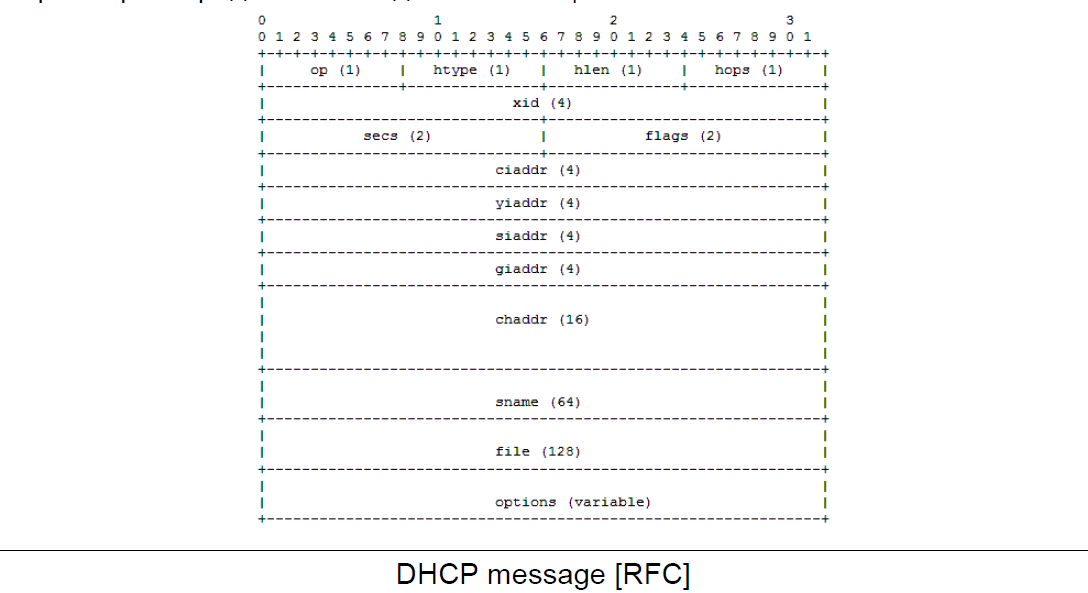 0 1 2 3
0 1 2 3 4 5 6 7 8 9 0 1 2 3 4 5 6 7 8 9 0 1 2 3 4 5 6 7 8 9 0 1
+-+-+-+-+-+-+-+-+-+-+-+-+-+-+-+-+-+-+-+-+-+-+-+-+-+-+-+-+-+-+-+-+
| op (1) | htype (1) | hlen (1) | hops (1) |
+---------------+---------------+---------------+---------------+
| xid (4) |
+-------------------------------+-------------------------------+
| secs (2) | flags (2) |
+-------------------------------+-------------------------------+
| ciaddr (4) |
+---------------------------------------------------------------+
| yiaddr (4) |
+---------------------------------------------------------------+
| siaddr (4) |
+---------------------------------------------------------------+
| giaddr (4) |
+---------------------------------------------------------------+
| |
| chaddr (16) |
| |
| |
+---------------------------------------------------------------+
| |
| sname (64) |
+---------------------------------------------------------------+
| |
| file (128) |
+---------------------------------------------------------------+
| |
| options (variable) |
+---------------------------------------------------------------+
DHCP message [RFC]